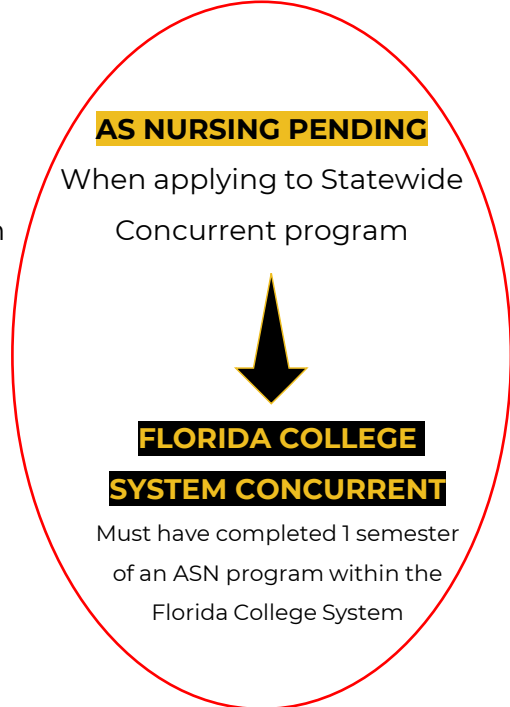 AS NURSING PENDING
When applying to Statewide
Concurrent program
FLORIDA COLLEGE
SYSTEM CONCURRENT
Must have completed 1 semester
of an ASN program within the
Florida College System